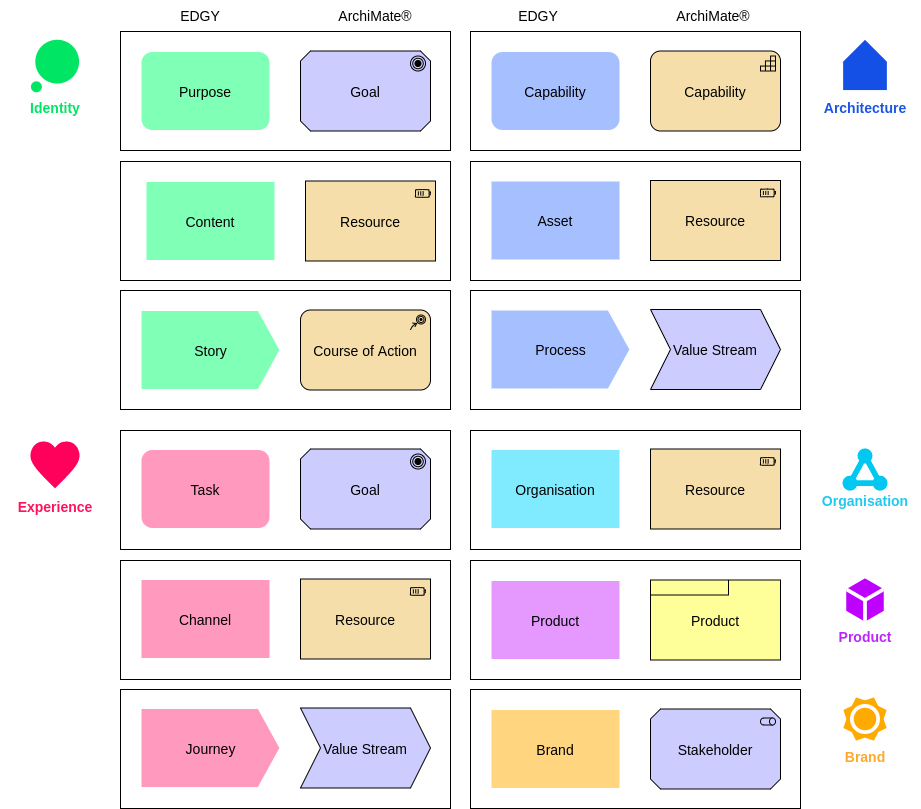 EDGY
ArchiMate®
EDGY
ArchiMate®
Identity
Purpose
Goal
Capability
Capability
Architecture
Content
Resource
Asset
Resource
Story
Course of Action
Process
Value Stream
Experience
Task
Goal
Organisation
Resource
Organisation
Channel
Resource
Product
Product
Product
Journey
Value Stream
Brand
Stakeholder
Brand